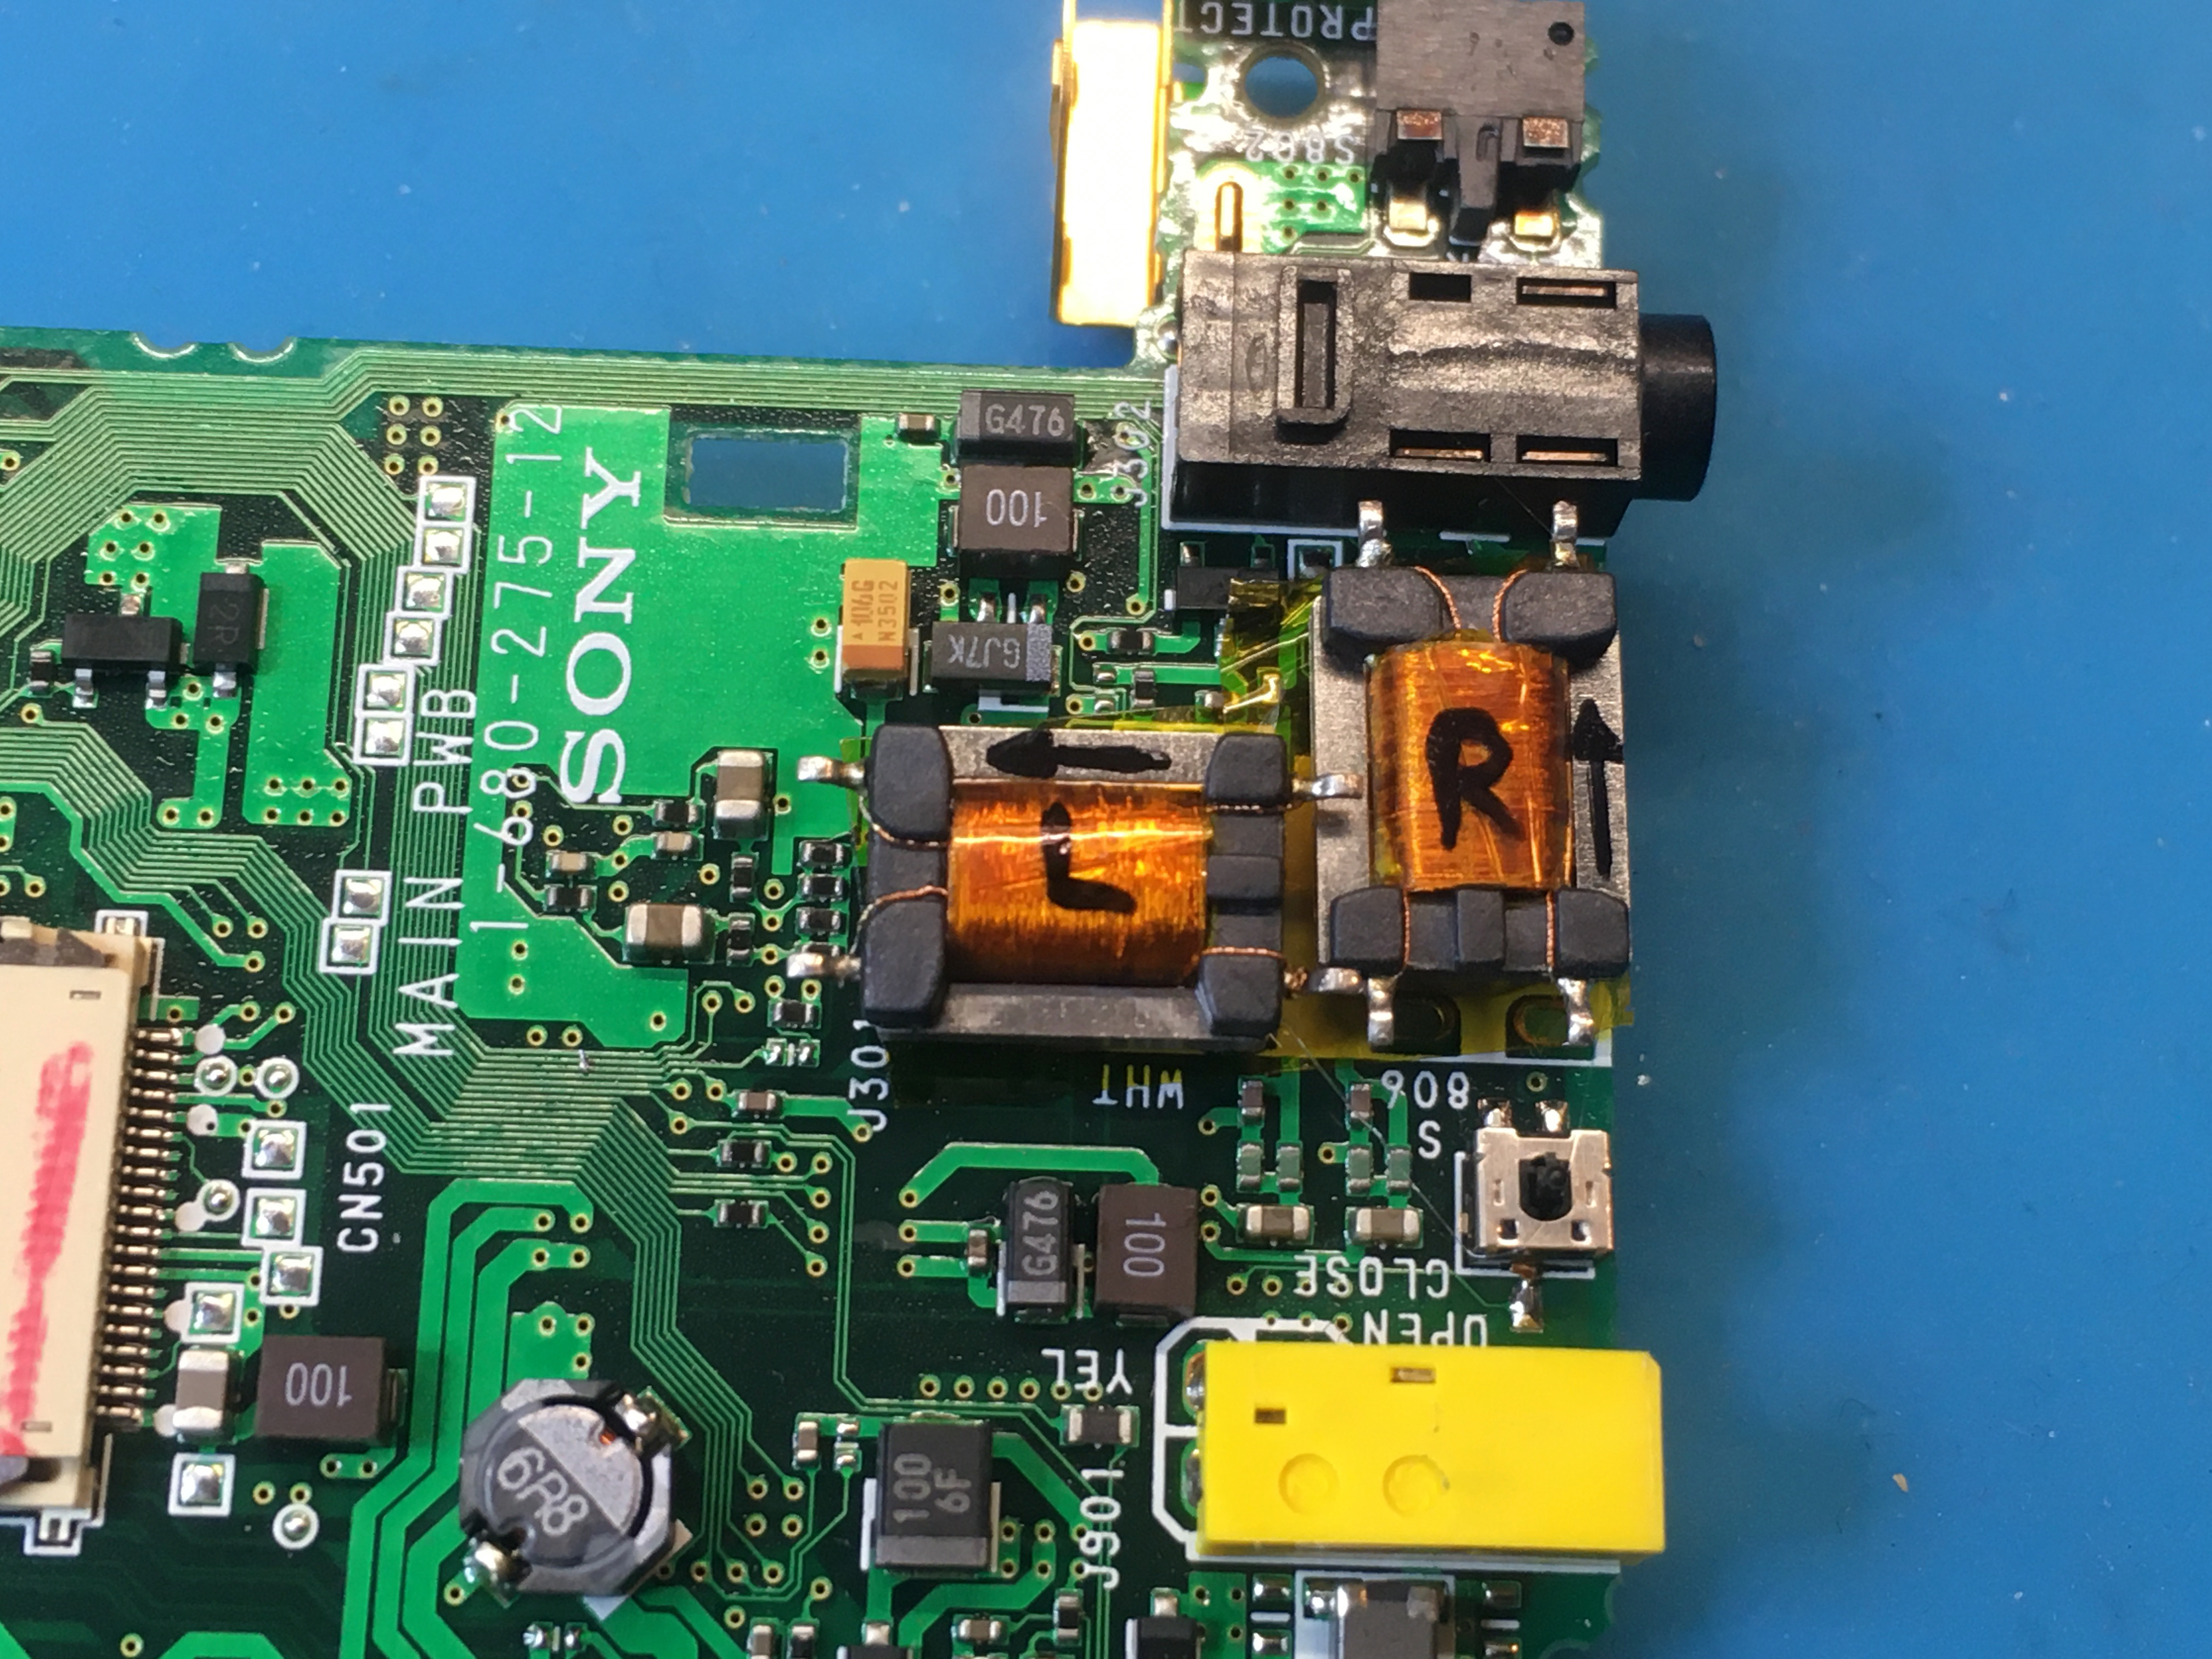 PROTECT
S802
G476
J302
100
1-680-275-12
SONY
106G
N3502
GJ7K
2R
MAIN PWB
R
L
J301
WHT
806
S
CN501
G476
100
CLOSE
OPEN
YEL
100
6R8
100
6F
J901